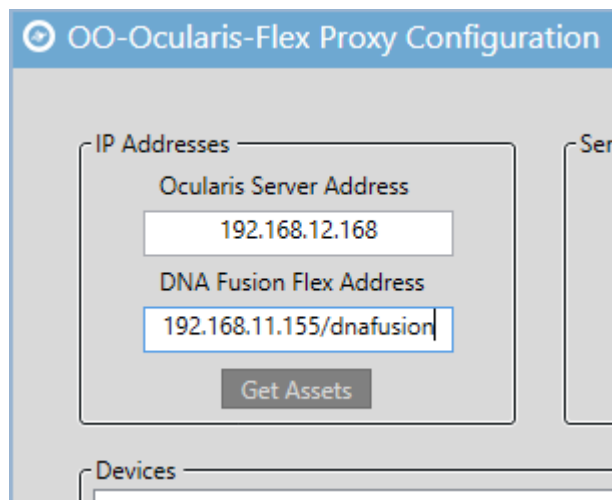 OO-Ocularis-Flex Proxy Configuration
IP Addresses
Ocularis Server Address
192.168.12.168
DNA Fusion Flex Address
192.168.11.155/dnafusion
Get Assets
Ser
Devices